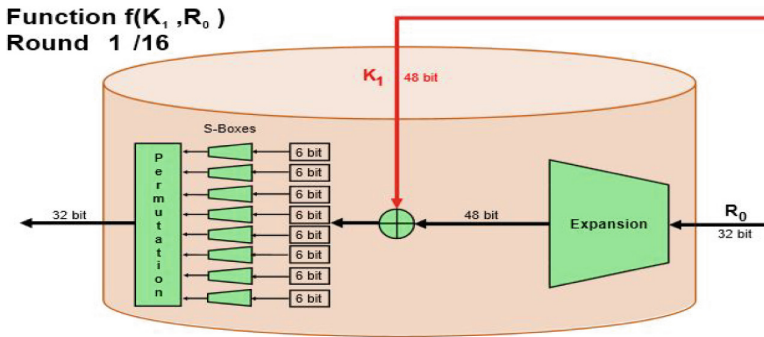 Function f(K₁ ,R₀ )
Round 1 /16
K₁
48 bit
S-Boxes
Permutation
6 bit
6 bit
6 bit
6 bit
6 bit
6 bit
6 bit
6 bit
32 bit
48 bit
Expansion
R₀
32 bit